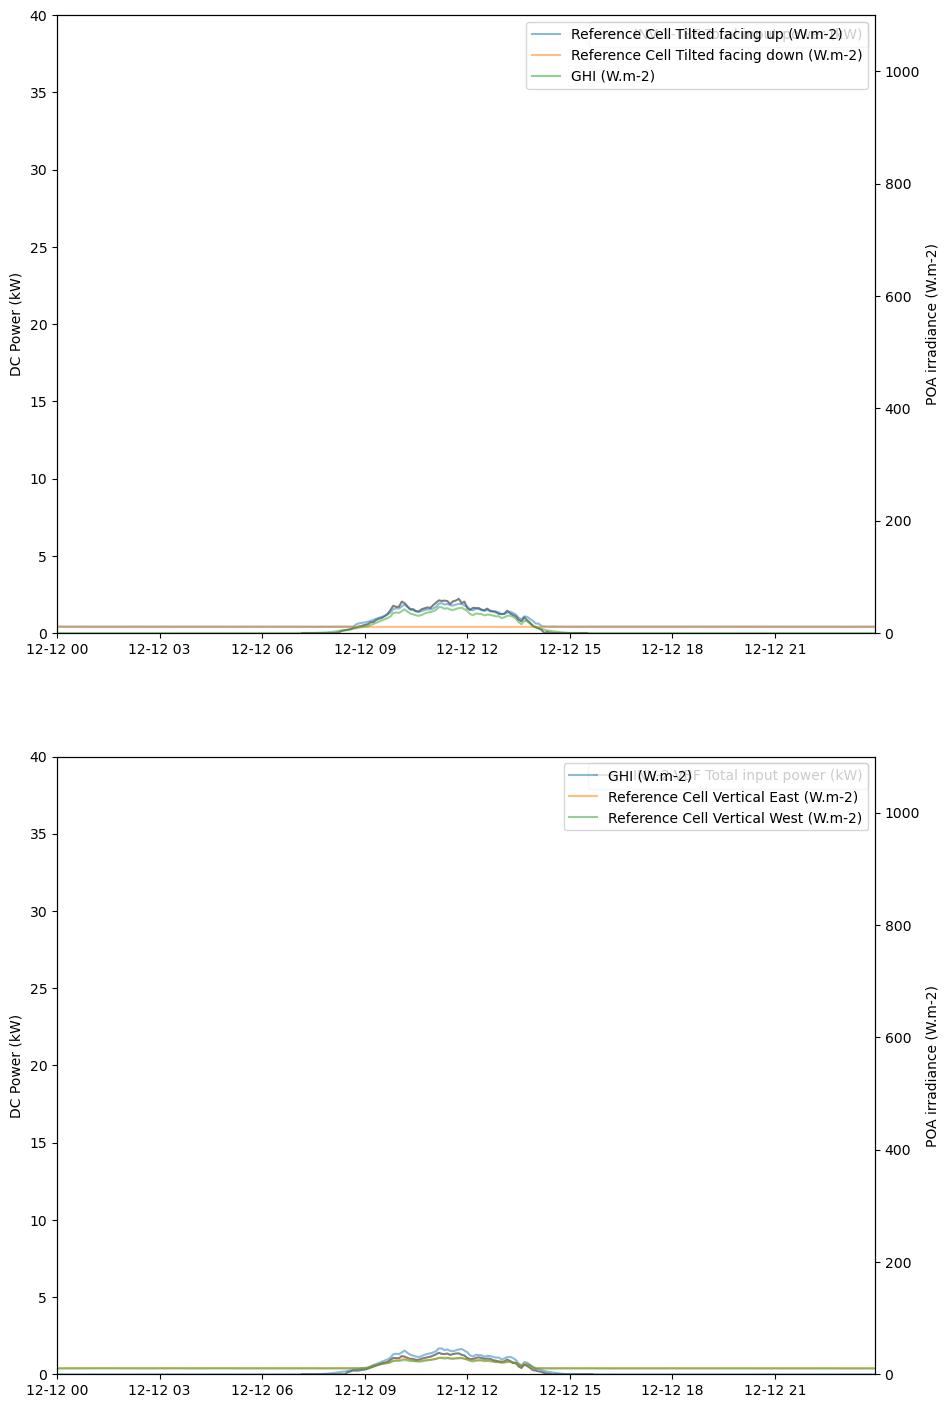 40
35
30
25
20
15
10
5
0
DC Power (kW)
Reference Cell Tilted facing up (W.m-2)
Reference Cell Tilted facing down (W.m-2)
GHI (W.m-2)
1000
800
600
400
200
0
POA irradiance (W.m-2)
12-12 00 12-12 03 12-12 06 12-12 09 12-12 12 12-12 15 12-12 18 12-12 21
40
35
30
25
20
15
10
5
0
DC Power (kW)
GHI (W.m-2) Total input power (kW)
Reference Cell Vertical East (W.m-2)
Reference Cell Vertical West (W.m-2)
1000
800
600
400
200
0
POA irradiance (W.m-2)
12-12 00 12-12 03 12-12 06 12-12 09 12-12 12 12-12 15 12-12 18 12-12 21